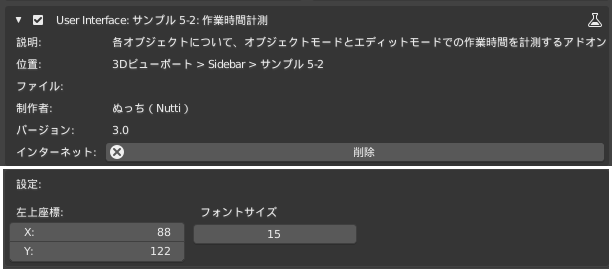 User Interface: サンプル 5-2: 作業時間計測
説明: 各オブジェクトについて、オブジェクトモードとエディットモードでの作業時間を計測するアドオン
位置: 3Dビューポート > Sidebar > サンプル 5-2
ファイル:
制作者: ぬっち ( Nutti )
バージョン: 3.0
インターネット: 削除
設定:
左上座標: フォントサイズ
X: 88 15
Y: 122